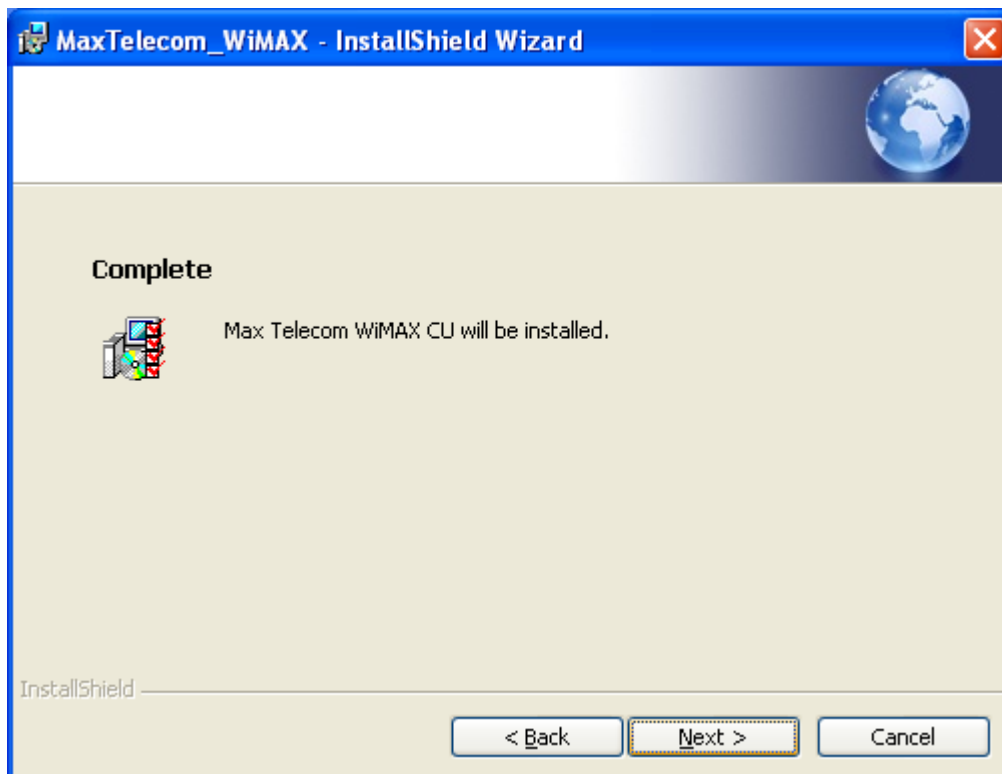 MaxTelecom_WiMAX - InstallShield Wizard
Complete
Max Telecom WiMAX CU will be installed.
InstallShield
< Back
Next >
Cancel